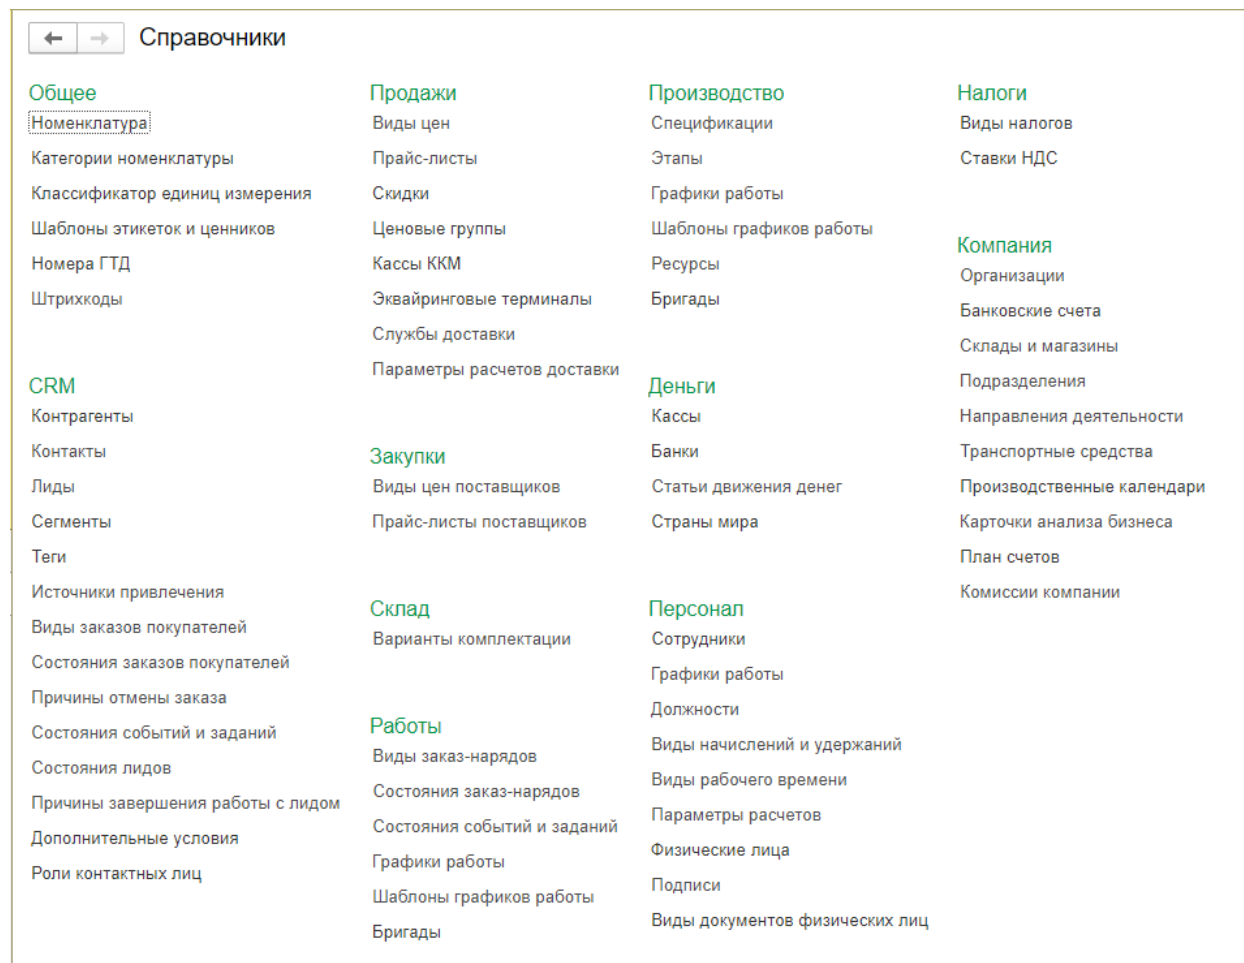 Справочники
Общее
Номенклатура
Категории номенклатуры
Классификатор единиц измерения
Шаблоны этикеток и ценников
Номера ГТД
Штрихкоды
CRM
Контрагенты
Контакты
Лиды
Сегменты
Теги
Источники привлечения
Виды заказов покупателей
Состояния заказов покупателей
Причины отмены заказа
Состояния событий и заданий
Состояния лидов
Причины завершения работы с лидом
Дополнительные условия
Роли контактных лиц
Продажи
Виды цен
Прайс-листы
Скидки
Ценовые группы
Кассы ККМ
Эквайринговые терминалы
Службы доставки
Параметры расчетов доставки
Закупки
Виды цен поставщиков
Прайс-листы поставщиков
Склад
Варианты комплектации
Работы
Виды заказ-нарядов
Состояния заказ-нарядов
Состояния событий и заданий
Графики работы
Шаблоны графиков работы
Бригады
Производство
Спецификации
Этапы
Графики работы
Шаблоны графиков работы
Ресурсы
Бригады
Деньги
Кассы
Банки
Статьи движения денег
Страны мира
Персонал
Сотрудники
Графики работы
Должности
Виды начислений и удержаний
Виды рабочего времени
Параметры расчетов
Физические лица
Подписи
Виды документов физических лиц
Налоги
Виды налогов
Ставки НДС
Компания
Организации
Банковские счета
Склады и магазины
Подразделения
Направления деятельности
Транспортные средства
Производственные календари
Карточки анализа бизнеса
План счетов
Комиссии компании